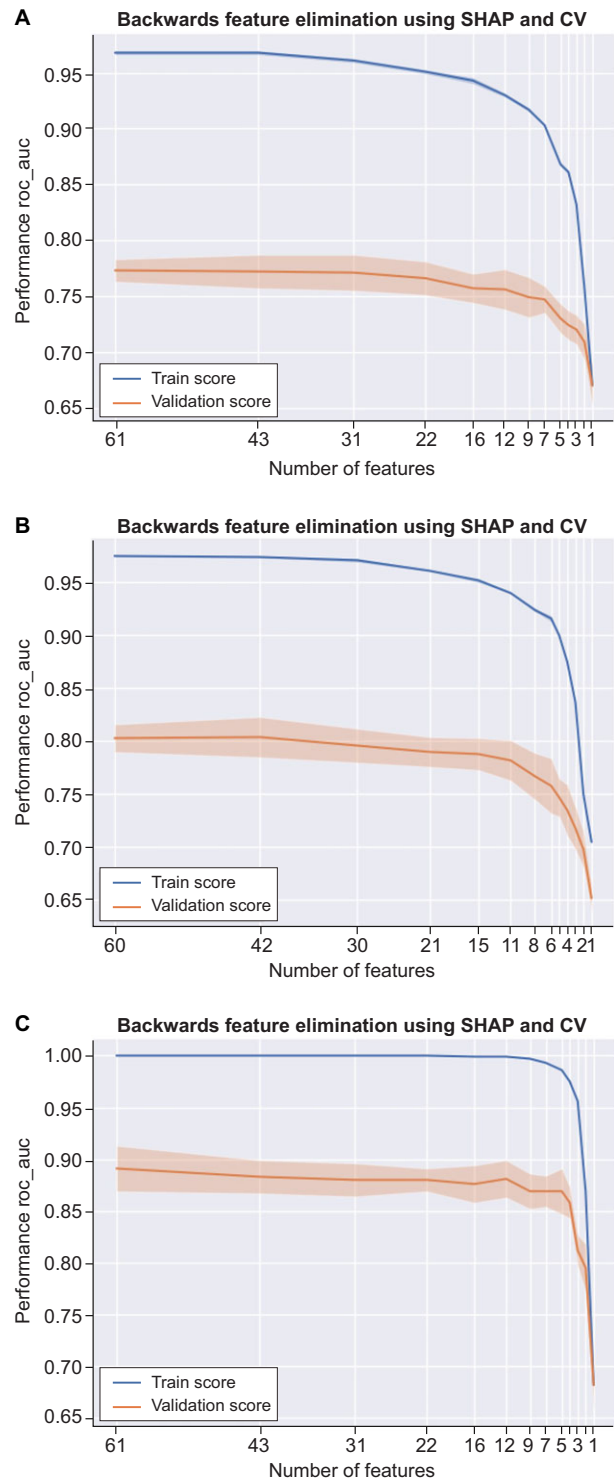 A
Backwards feature elimination using SHAP and CV
Performance roc_auc
0.95
0.90
0.85
0.80
0.75
0.70
0.65
Train score
Validation score
61 43 31 22 16 12 9 7 5 3 1
Number of features
B
Backwards feature elimination using SHAP and CV
Performance roc_auc
0.95
0.90
0.85
0.80
0.75
0.70
0.65
Train score
Validation score
60 42 30 21 15 11 8 6 4 21
Number of features
C
Backwards feature elimination using SHAP and CV
Performance roc_auc
1.00
0.95
0.90
0.85
0.80
0.75
0.70
0.65
Train score
Validation score
61 43 31 22 16 12 9 7 5 3 1
Number of features